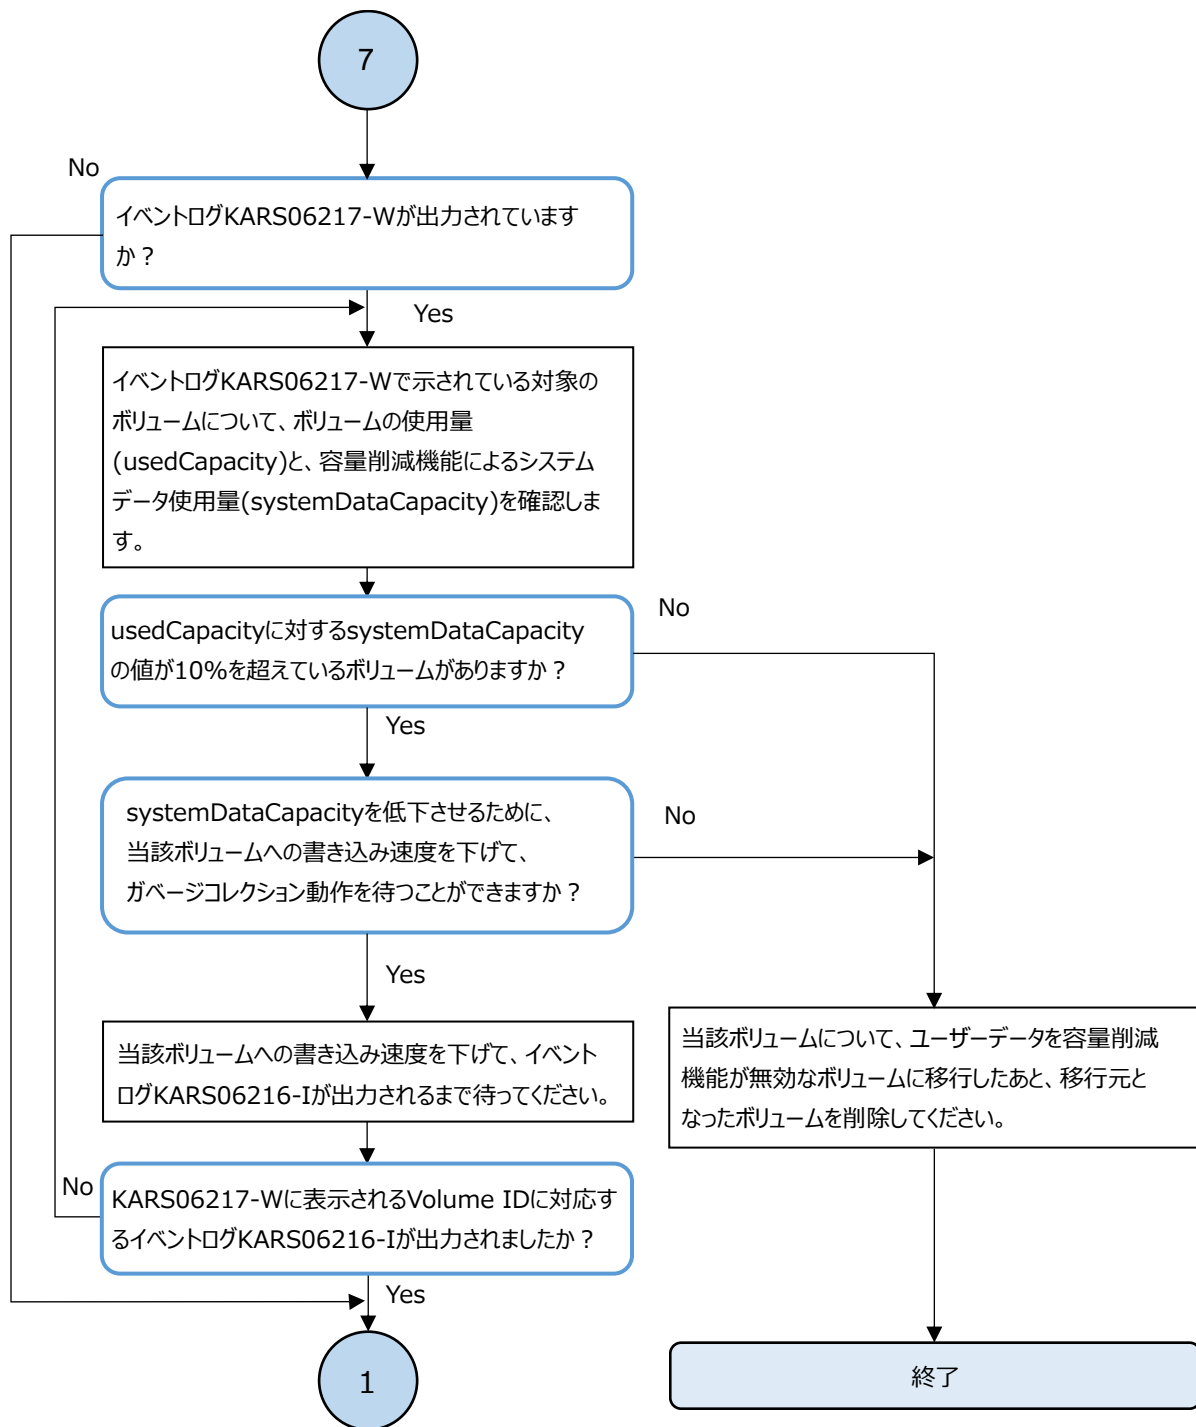 7
No
イベントログKARS06217-Wが出力されています
か？
Yes
イベントログKARS06217-Wで示されている対象の
ボリュームについて、ボリュームの使用量
(usedCapacity)と、容量削減機能によるシステム
データ使用量(systemDataCapacity)を確認しま
す。
No
usedCapacityに対するsystemDataCapacity
の値が10%を超えているボリュームがありますか？
Yes
systemDataCapacityを低下させるために、
当該ボリュームへの書き込み速度を下げて、
ガベージコレクション動作を待つことができますか？
No
Yes
当該ボリュームへの書き込み速度を下げて、イベント
ログKARS06216-Iが出力されるまで待ってください。
当該ボリュームについて、ユーザーデータを容量削減
機能が無効なボリュームに移行したあと、移行元と
なったボリュームを削除してください。
No
KARS06217-Wに表示されるVolume IDに対応す
るイベントログKARS06216-Iが出力されましたか？
Yes
1
終了